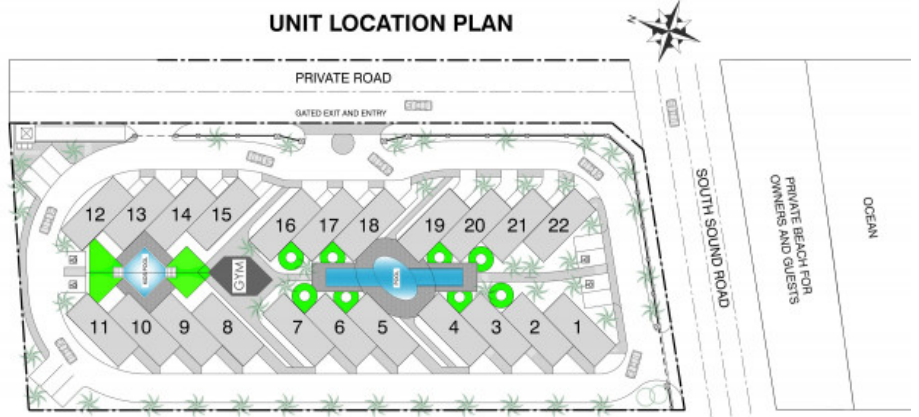 UNIT LOCATION PLAN
N
PRIVATE ROAD
GATED EXIT AND ENTRY
12 13 14 15
16 17 18
19 20 21 22
KIDS POOL
GYM
POOL
11 10 9 8
7 6 5
4 3 2 1
SOUTH SOUND ROAD
PRIVATE BEACH FOR
OWNERS AND GUESTS
OCEAN